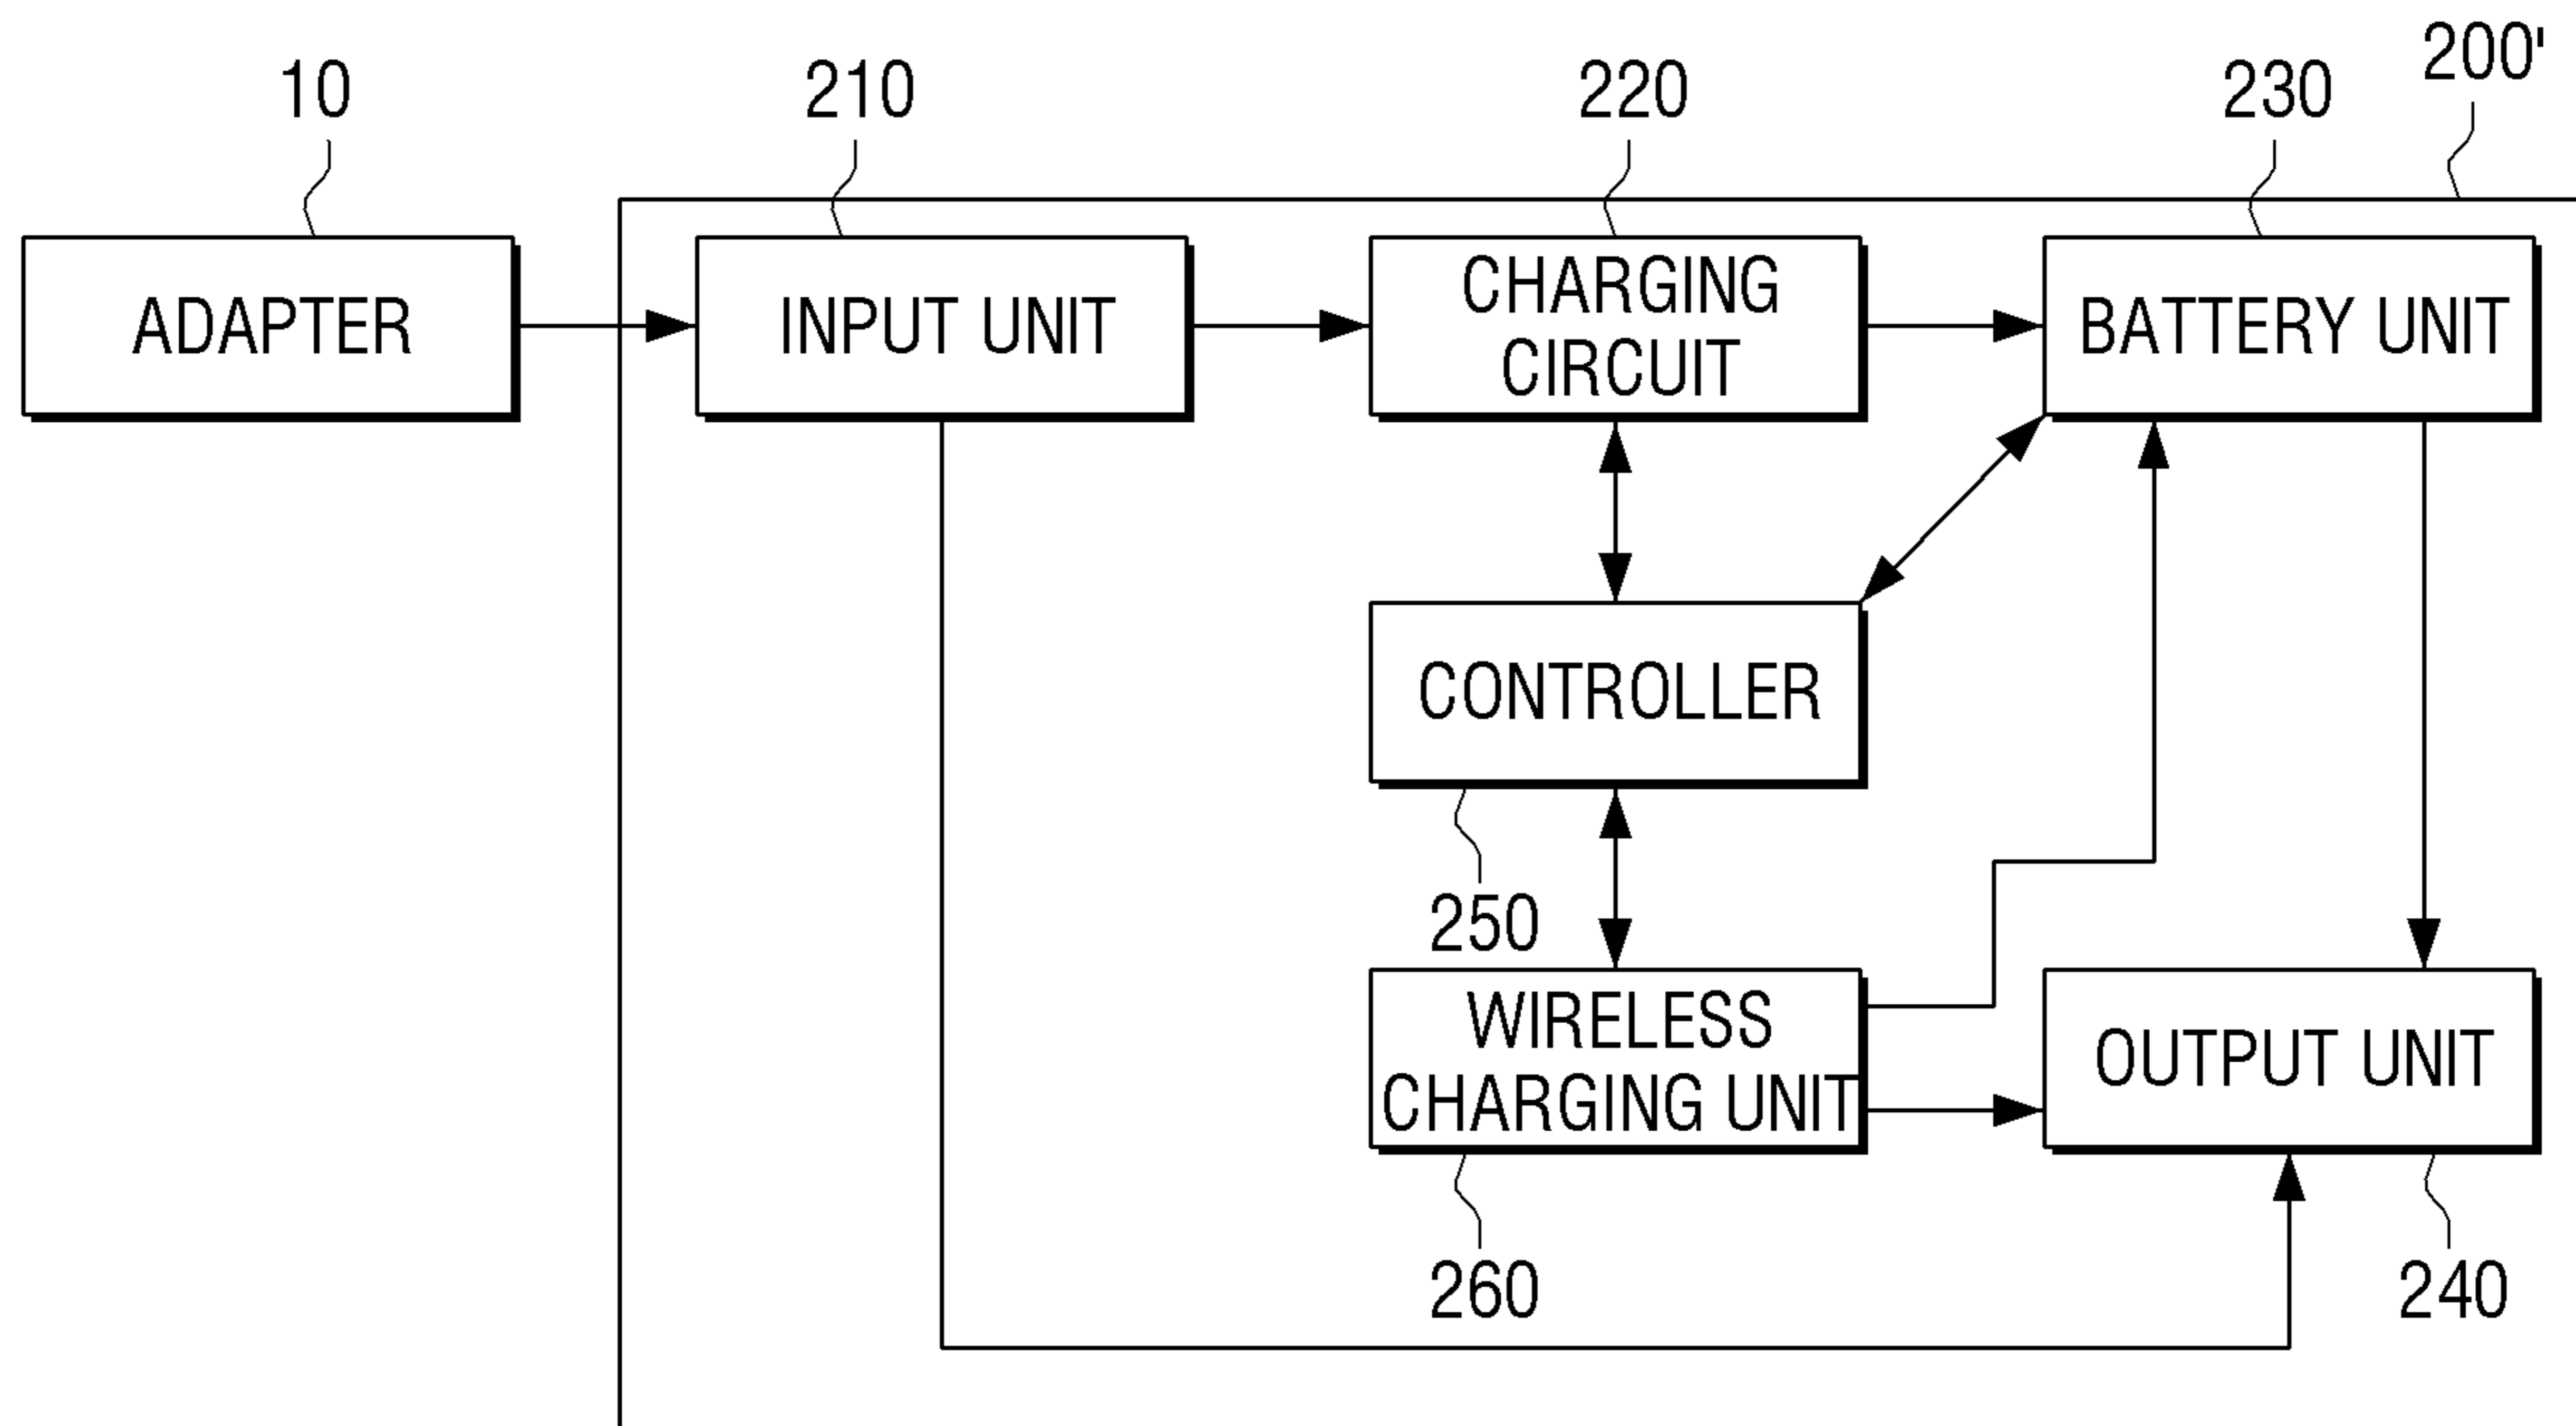 10
210
220
230
200'
ADAPTER
INPUT UNIT
CHARGING
CIRCUIT
BATTERY UNIT
CONTROLLER
250
WIRELESS
CHARGING UNIT
OUTPUT UNIT
260
240